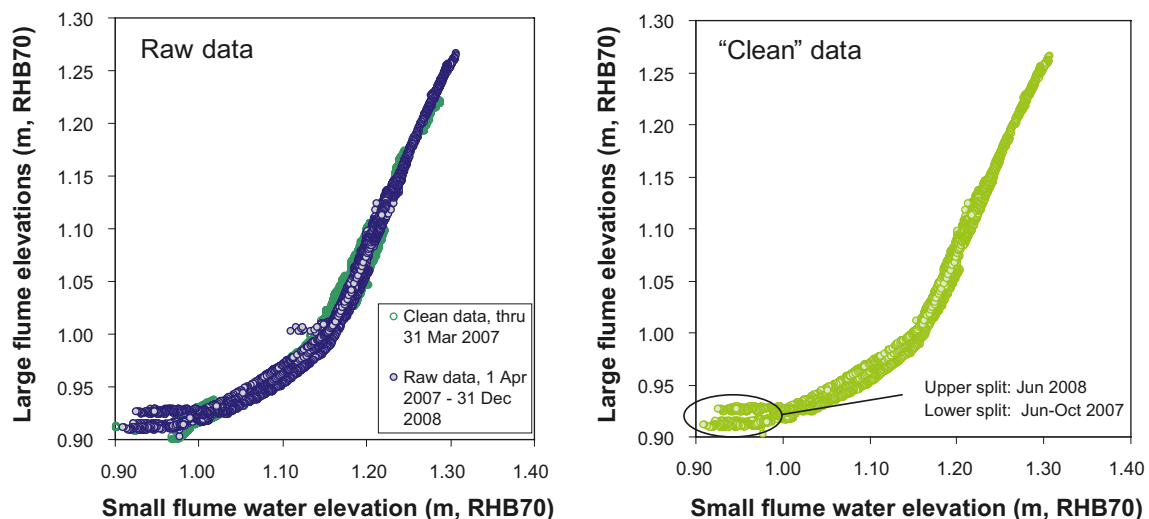 Raw data
Large flume elevations (m, RHB70)
1.30
1.25
1.20
1.15
1.10
1.05
1.00
0.95
0.90
0.90
1.00
1.10
1.20
1.30
1.40
Small flume water elevation (m, RHB70)
Clean data, thru
31 Mar 2007
Raw data, 1 Apr
2007 - 31 Dec
2008
“Clean” data
Large flume elevations (m, RHB70)
1.30
1.25
1.20
1.15
1.10
1.05
1.00
0.95
0.90
0.90
1.00
1.10
1.20
1.30
1.40
Small flume water elevation (m, RHB70)
Upper split: Jun 2008
Lower split: Jun-Oct 2007